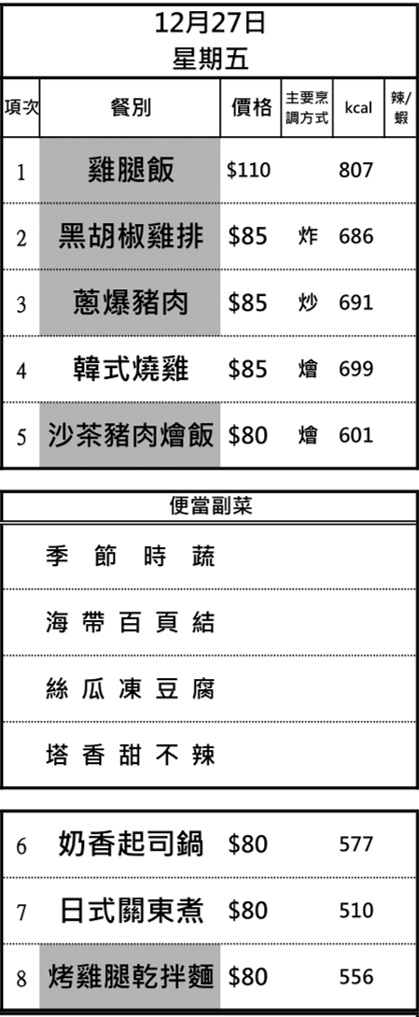 12月27日
星期五
項次 餐別 價格 主要烹調方式 kcal 辣/蝦
1 雞腿飯 $110 807
2 黑胡椒雞排 $85 炸 686
3 蔥爆豬肉 $85 炒 691
4 韓式燒雞 $85 燴 699
5 沙茶豬肉燴飯 $80 燴 601
便當副菜
季節時蔬
海帶百頁結
絲瓜凍豆腐
塔香甜不辣
6 奶香起司鍋 $80 577
7 日式關東煮 $80 510
8 烤雞腿乾拌麵 $80 556